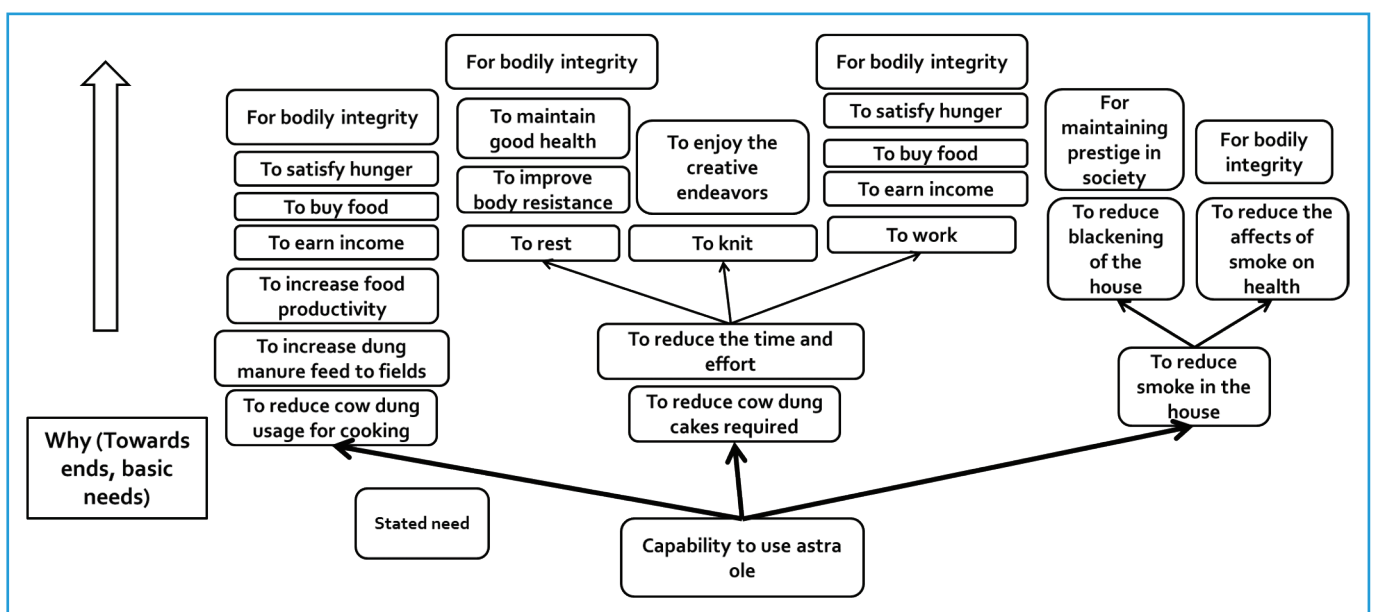 For bodily integrity
To satisfy hunger
To buy food
To earn income
To increase food
productivity
To increase dung
manure feed to fields
To reduce cow dung
usage for cooking
For bodily integrity
To maintain
good health
To improve
body resistance
To rest
To enjoy the
creative
endeavors
To knit
For bodily integrity
To satisfy hunger
To buy food
To earn income
To work
To reduce the time and
effort
To reduce cow dung
cakes required
For
maintaining
prestige in
society
To reduce
blackening
of the
house
For bodily
integrity
To reduce the
affects of
smoke on
health
To reduce
smoke in the
house
Why (Towards
ends, basic
needs)
Stated need
Capability to use astra
ole